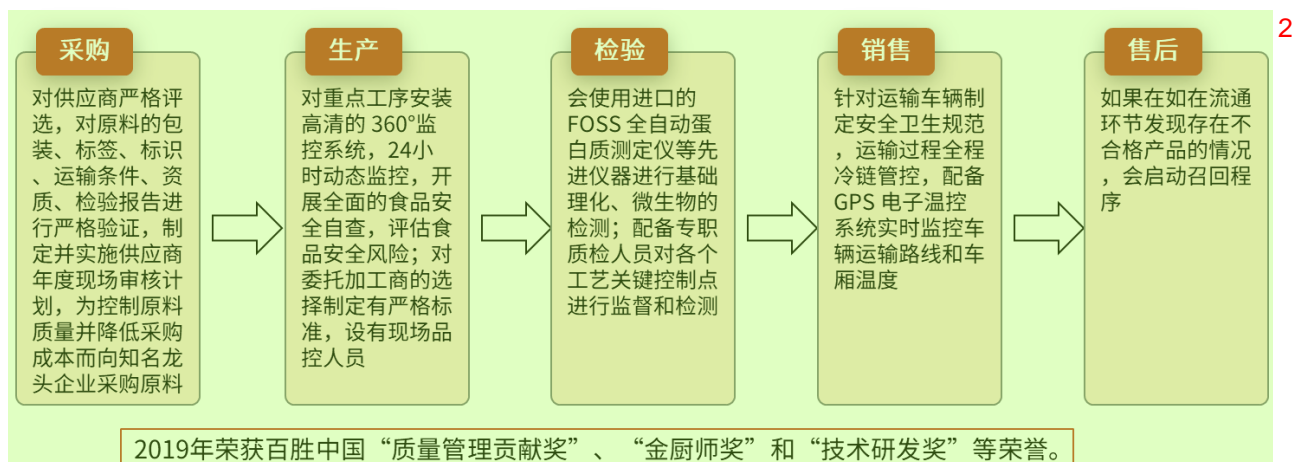 2
采购
对供应商严格评
选，对原料的包
装、标签、标识
、运输条件、资
质、检验报告进
行严格验证，制
定并实施供应商
年度现场审核计
划，为控制原料
质量并降低采购
成本而向知名龙
头企业采购原料
生产
对重点工序安装
高清的 360°监
控系统，24小
时动态监控，开
展全面的食品安
全自查，评估食
品安全风险；对
委托加工商的选
择制定有严格标
准，设有现场品
控人员
检验
会使用进口的
FOSS 全自动蛋
白质测定仪等先
进仪器进行基础
理化、微生物的
检测；配备专职
质检人员对各个
工艺关键控制点
进行监督和检测
销售
针对运输车辆制
定安全卫生规范
，运输过程全程
冷链管控，配备
GPS 电子温控
系统实时监控车
辆运输路线和车
厢温度
售后
如果在如在流通
环节发现存在不
合格产品的情况
，会启动召回程
序
2019年荣获百胜中国“质量管理贡献奖”、“金厨师奖”和“技术研发奖”等荣誉。